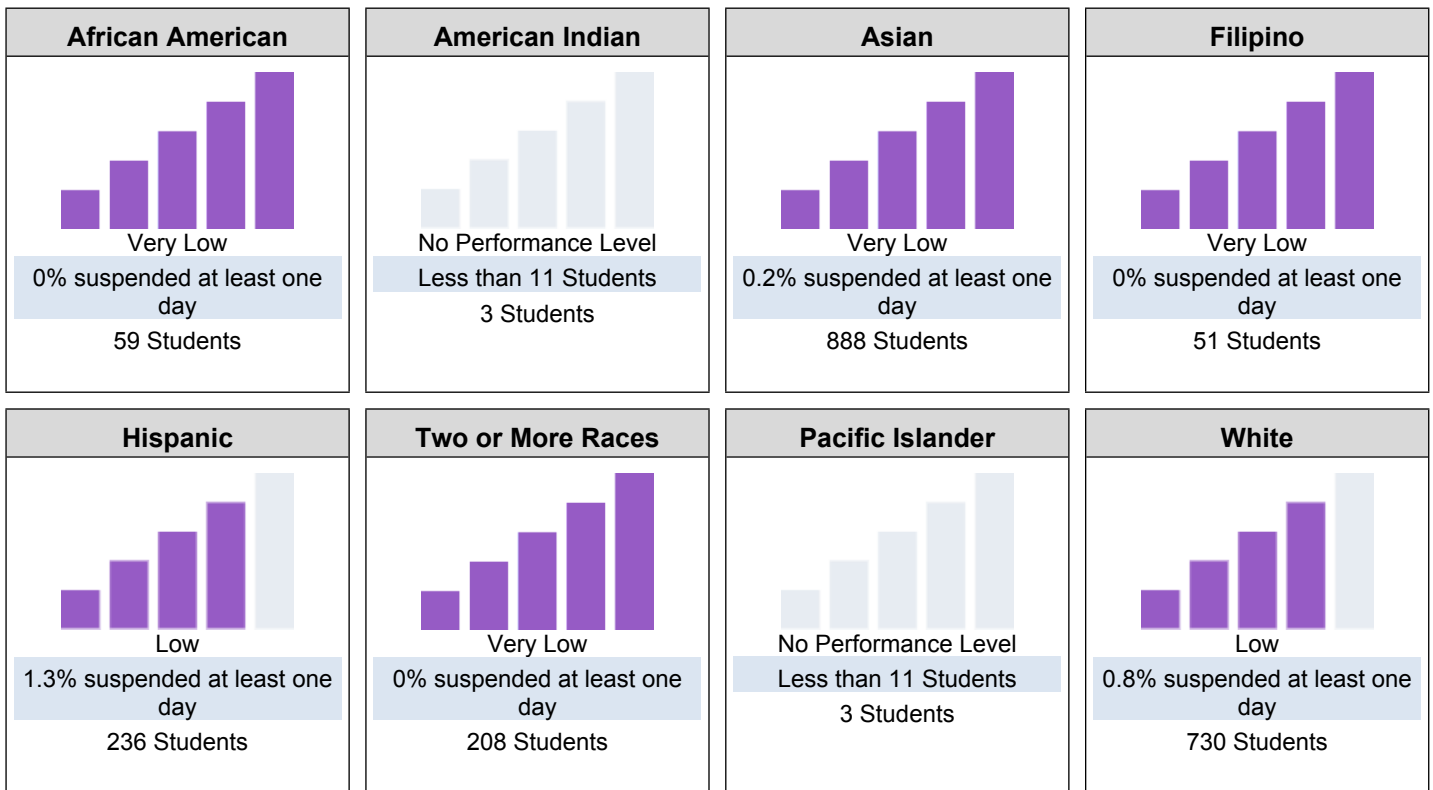 African American
Very Low
0% suspended at least one
day
59 Students
American Indian
No Performance Level
Less than 11 Students
3 Students
Asian
Very Low
0.2% suspended at least one
day
888 Students
Filipino
Very Low
0% suspended at least one
day
51 Students
Hispanic
Low
1.3% suspended at least one
day
236 Students
Two or More Races
Very Low
0% suspended at least one
day
208 Students
Pacific Islander
No Performance Level
Less than 11 Students
3 Students
White
Low
0.8% suspended at least one
day
730 Students